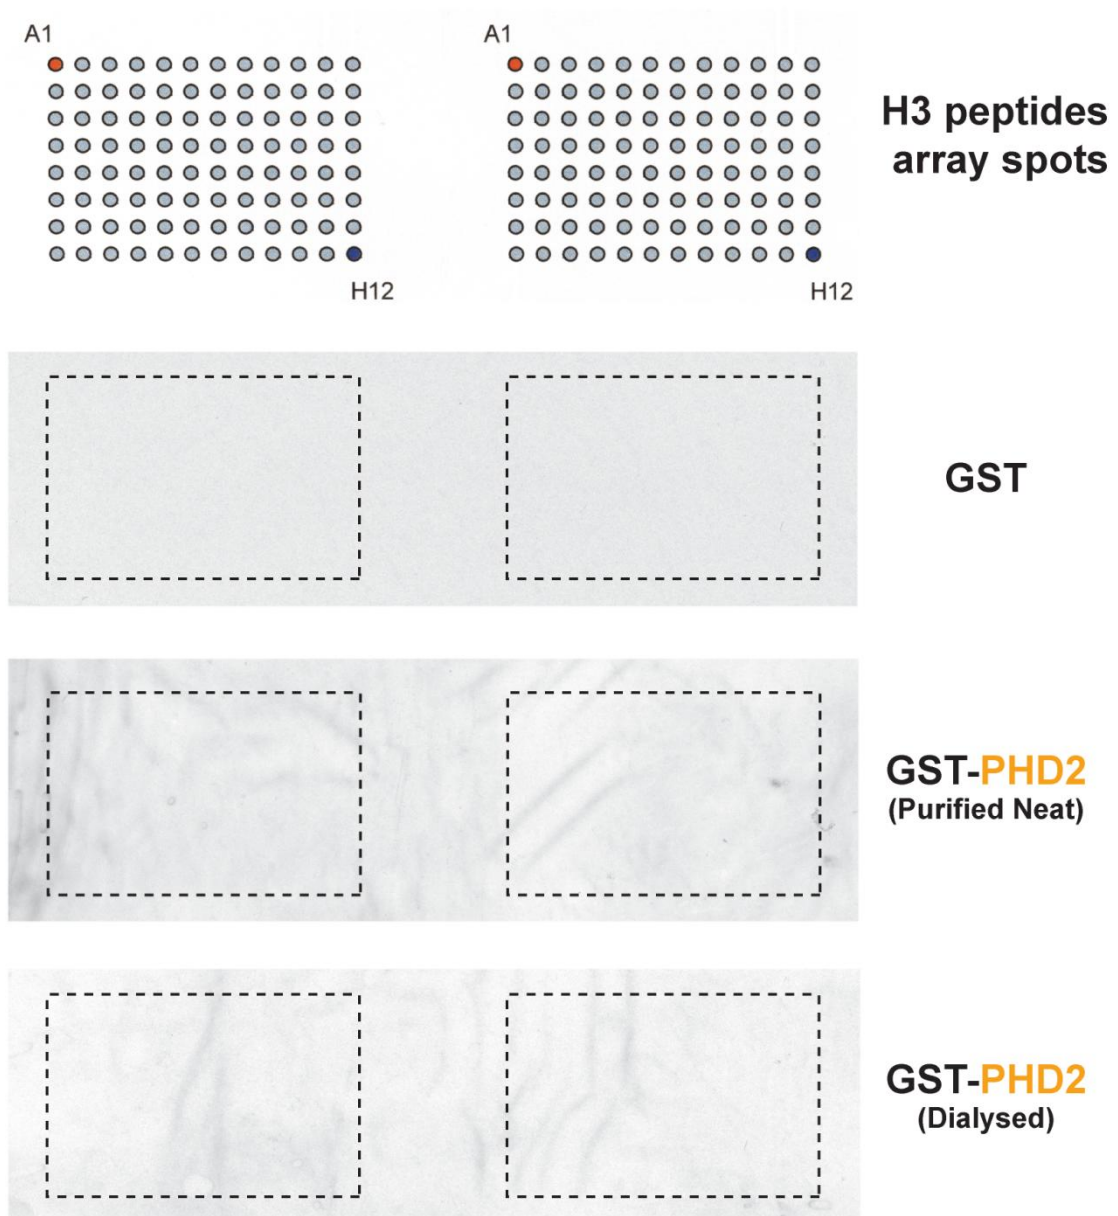 A1
A1
H3 peptides
array spots
H12
H12
GST
GST-PHD2
(Purified Neat)
GST-PHD2
(Dialysed)